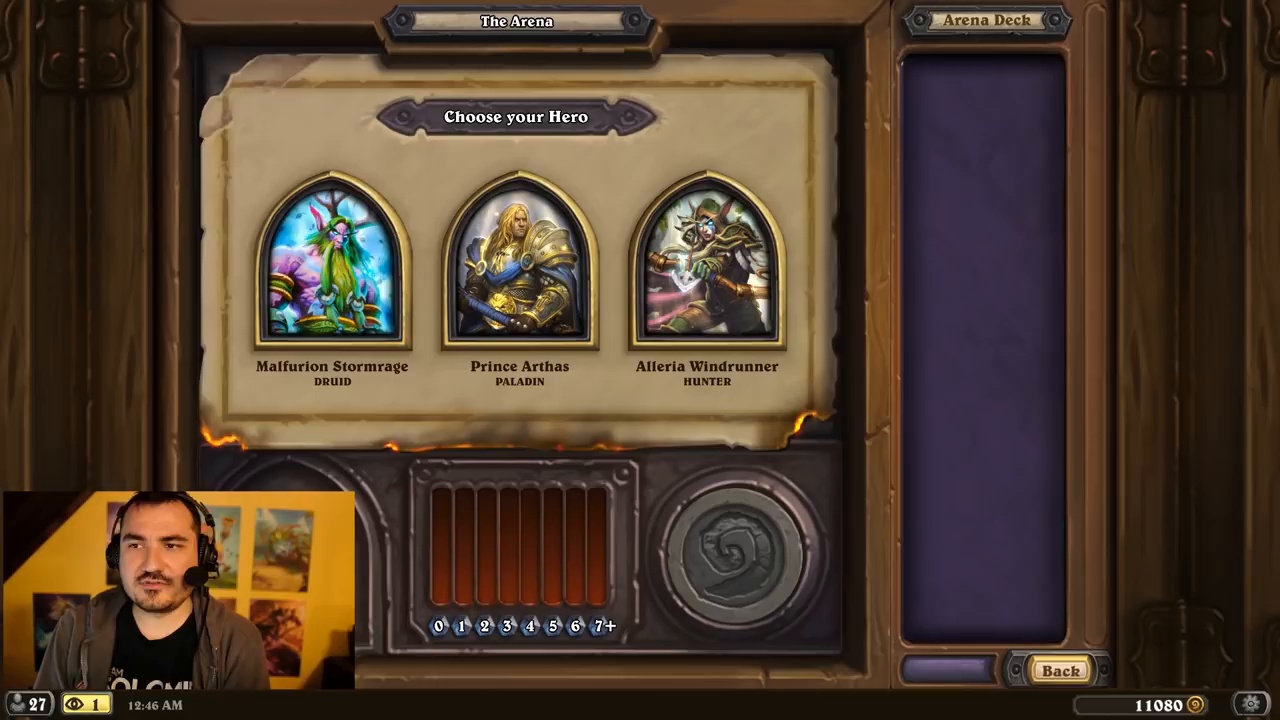 The Arena
Arena Deck
Choose your Hero
Malfurion Stormrage
DRUID
Prince Arthas
PALADIN
Alleria Windrunner
HUNTER
0 1 2 3 4 5 6 7+
Back
27
1
12:46 AM
11080